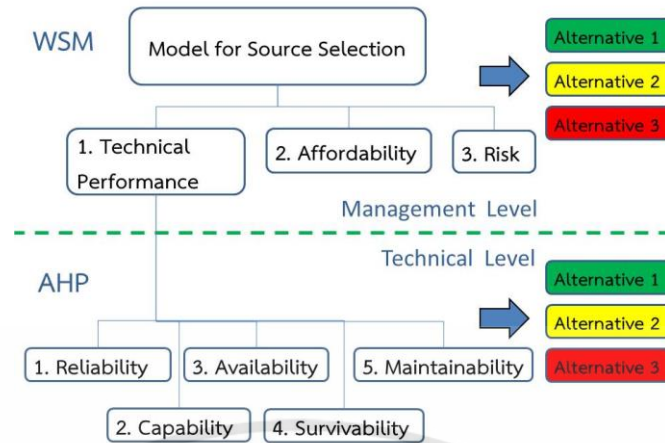 WSM
Model for Source Selection
Alternative 1
Alternative 2
Alternative 3
1. Technical
Performance
2. Affordability
3. Risk
Management Level
Technical Level
AHP
Alternative 1
Alternative 2
Alternative 3
1. Reliability
3. Availability
5. Maintainability
2. Capability
4. Survivability